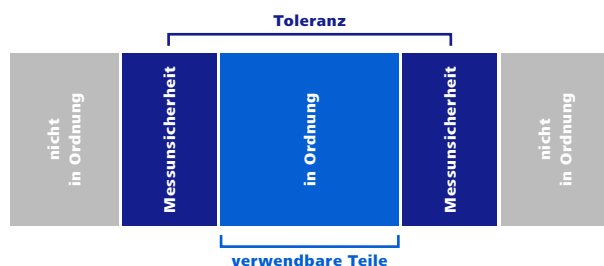 Toleranz
nicht
in Ordnung
Messunsicherheit
in Ordnung
Messunsicherheit
nicht
in Ordnung
verwendbare Teile